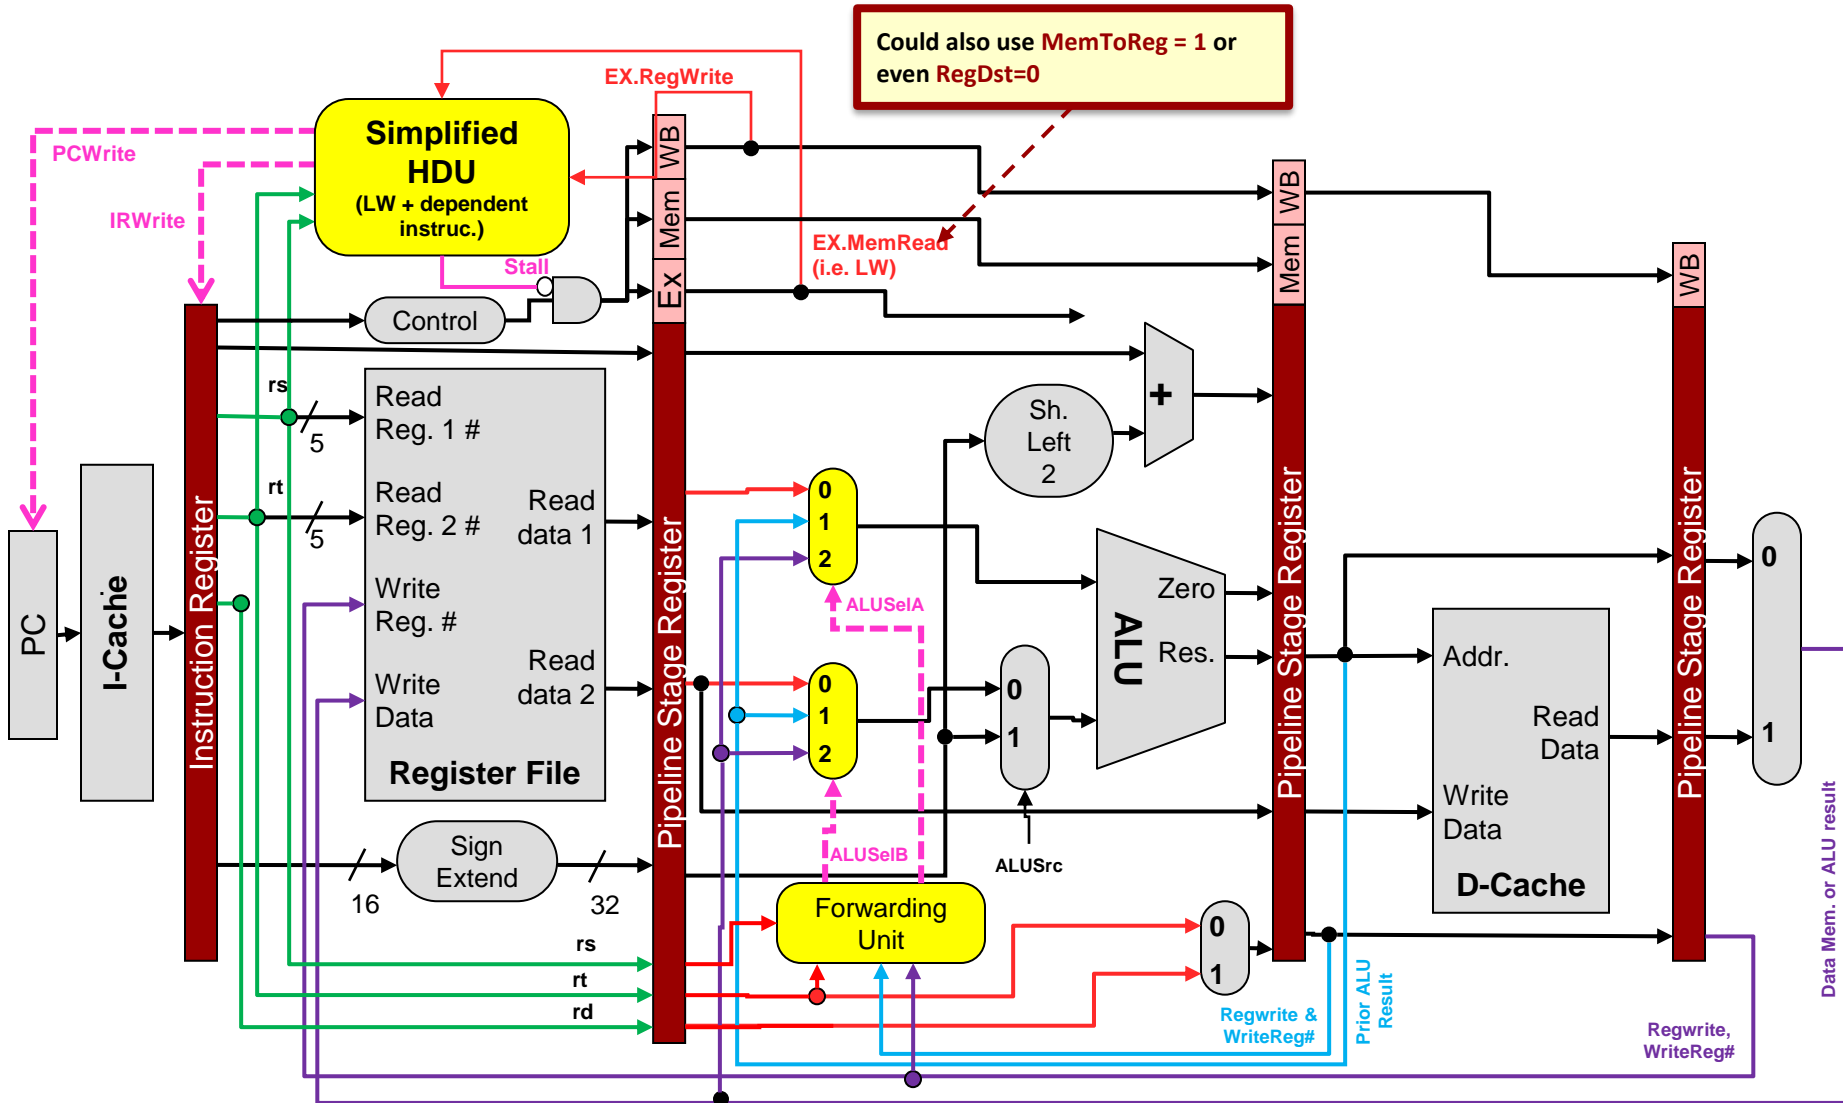 Could also use MemToReg = 1 or
even RegDst=0
EX.RegWrite
Simplified
HDU
(LW + dependent
instruc.)
PCWrite
IRWrite
Stall
WB
Mem
Ex
EX.MemRead
(i.e. LW)
WB
Mem
WB
Control
PC
I-Cache
Instruction Register
rs
5
rt
5
Read
Reg. 1 #
Read
Reg. 2 #
Write
Reg. #
Write
Data
Read
data 1
Read
data 2
Register File
Sign
Extend
16
32
rs
rt
rd
Pipeline Stage Register
0
1
2
ALUSelA
0
1
2
ALUSelB
Forwarding
Unit
Sh.
Left
2
+
0
1
ALUSrc
ALU
Zero
Res.
0
1
Regwrite &
WriteReg#
Prior ALU
Result
Pipeline Stage Register
Addr.
Read
Data
Write
Data
D-Cache
Pipeline Stage Register
0
1
Regwrite,
WriteReg#
Data Mem. or ALU result